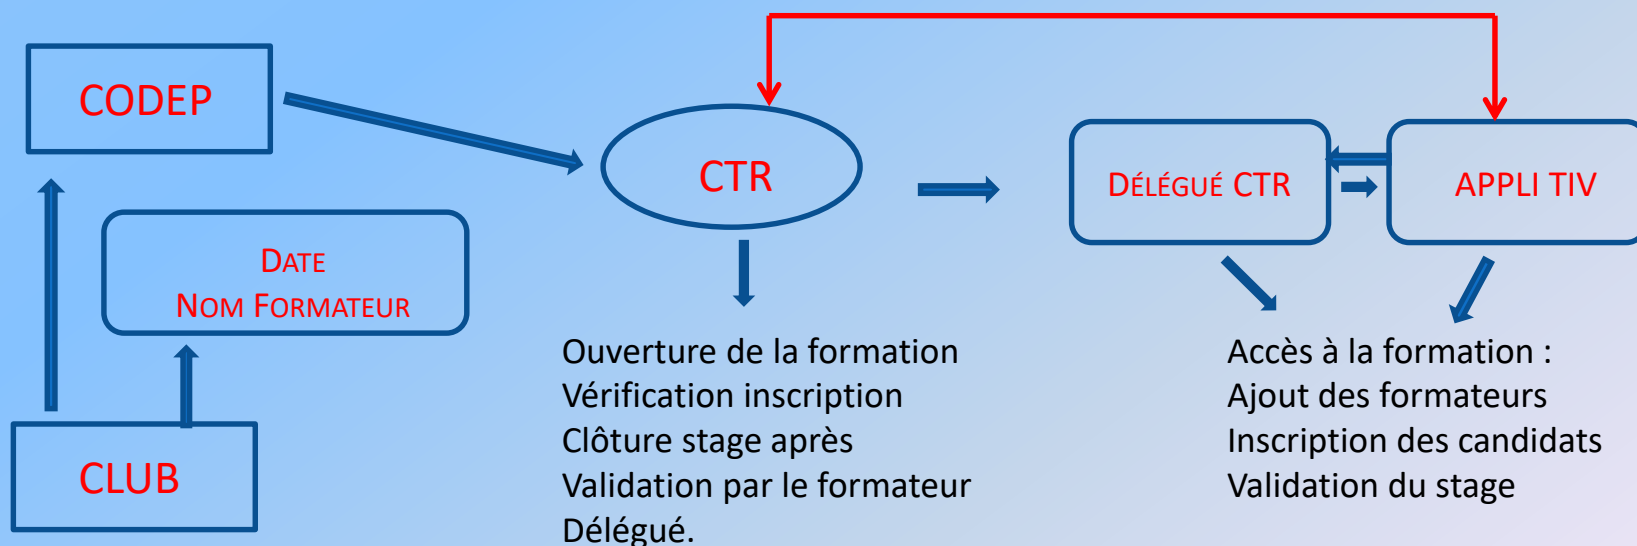 CODEP
CTR
DÉLÉGUÉ CTR
APPLI TIV
DATE
NOM FORMATEUR
CLUB
Ouverture de la formation
Vérification inscription
Clôture stage après
Validation par le formateur
Délégué.
Accès à la formation :
Ajout des formateurs
Inscription des candidats
Validation du stage